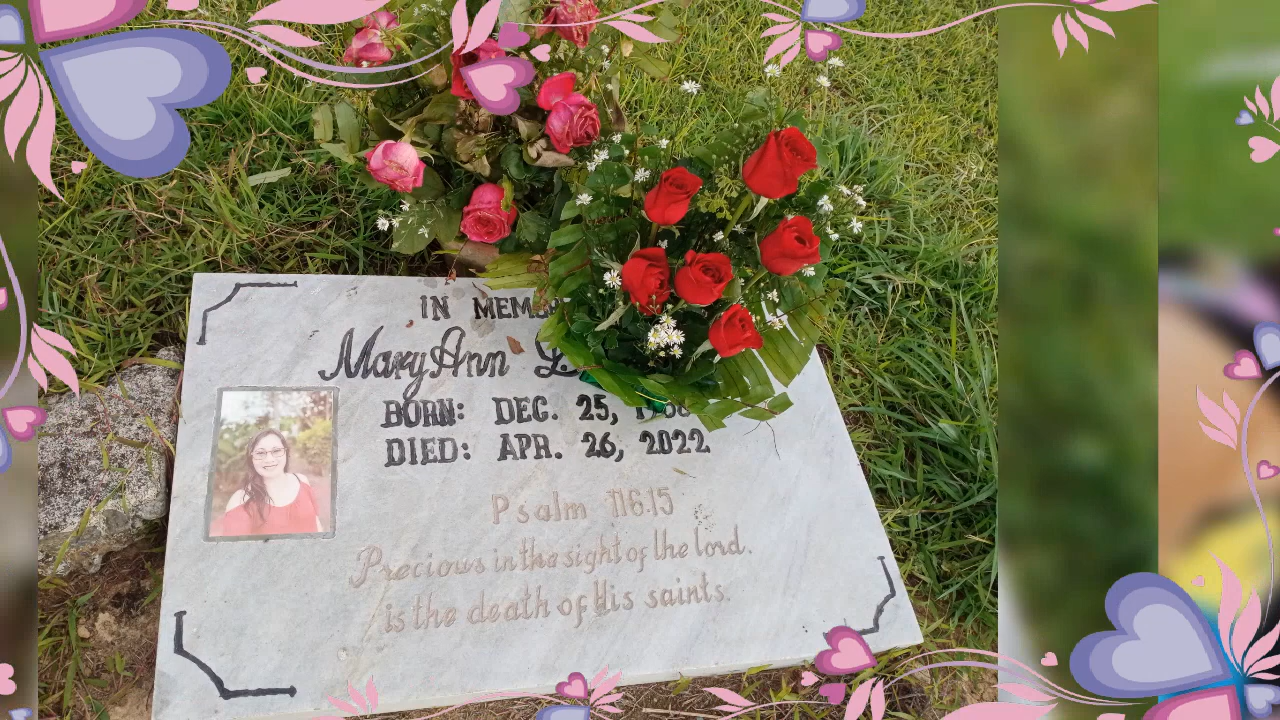 IN MEMOR
MaryAnn
BORN: DEC. 25,
DIED: APR. 26, 2022
Psalm 116:15
Precious in the sight of the lord.
is the death of His saints.